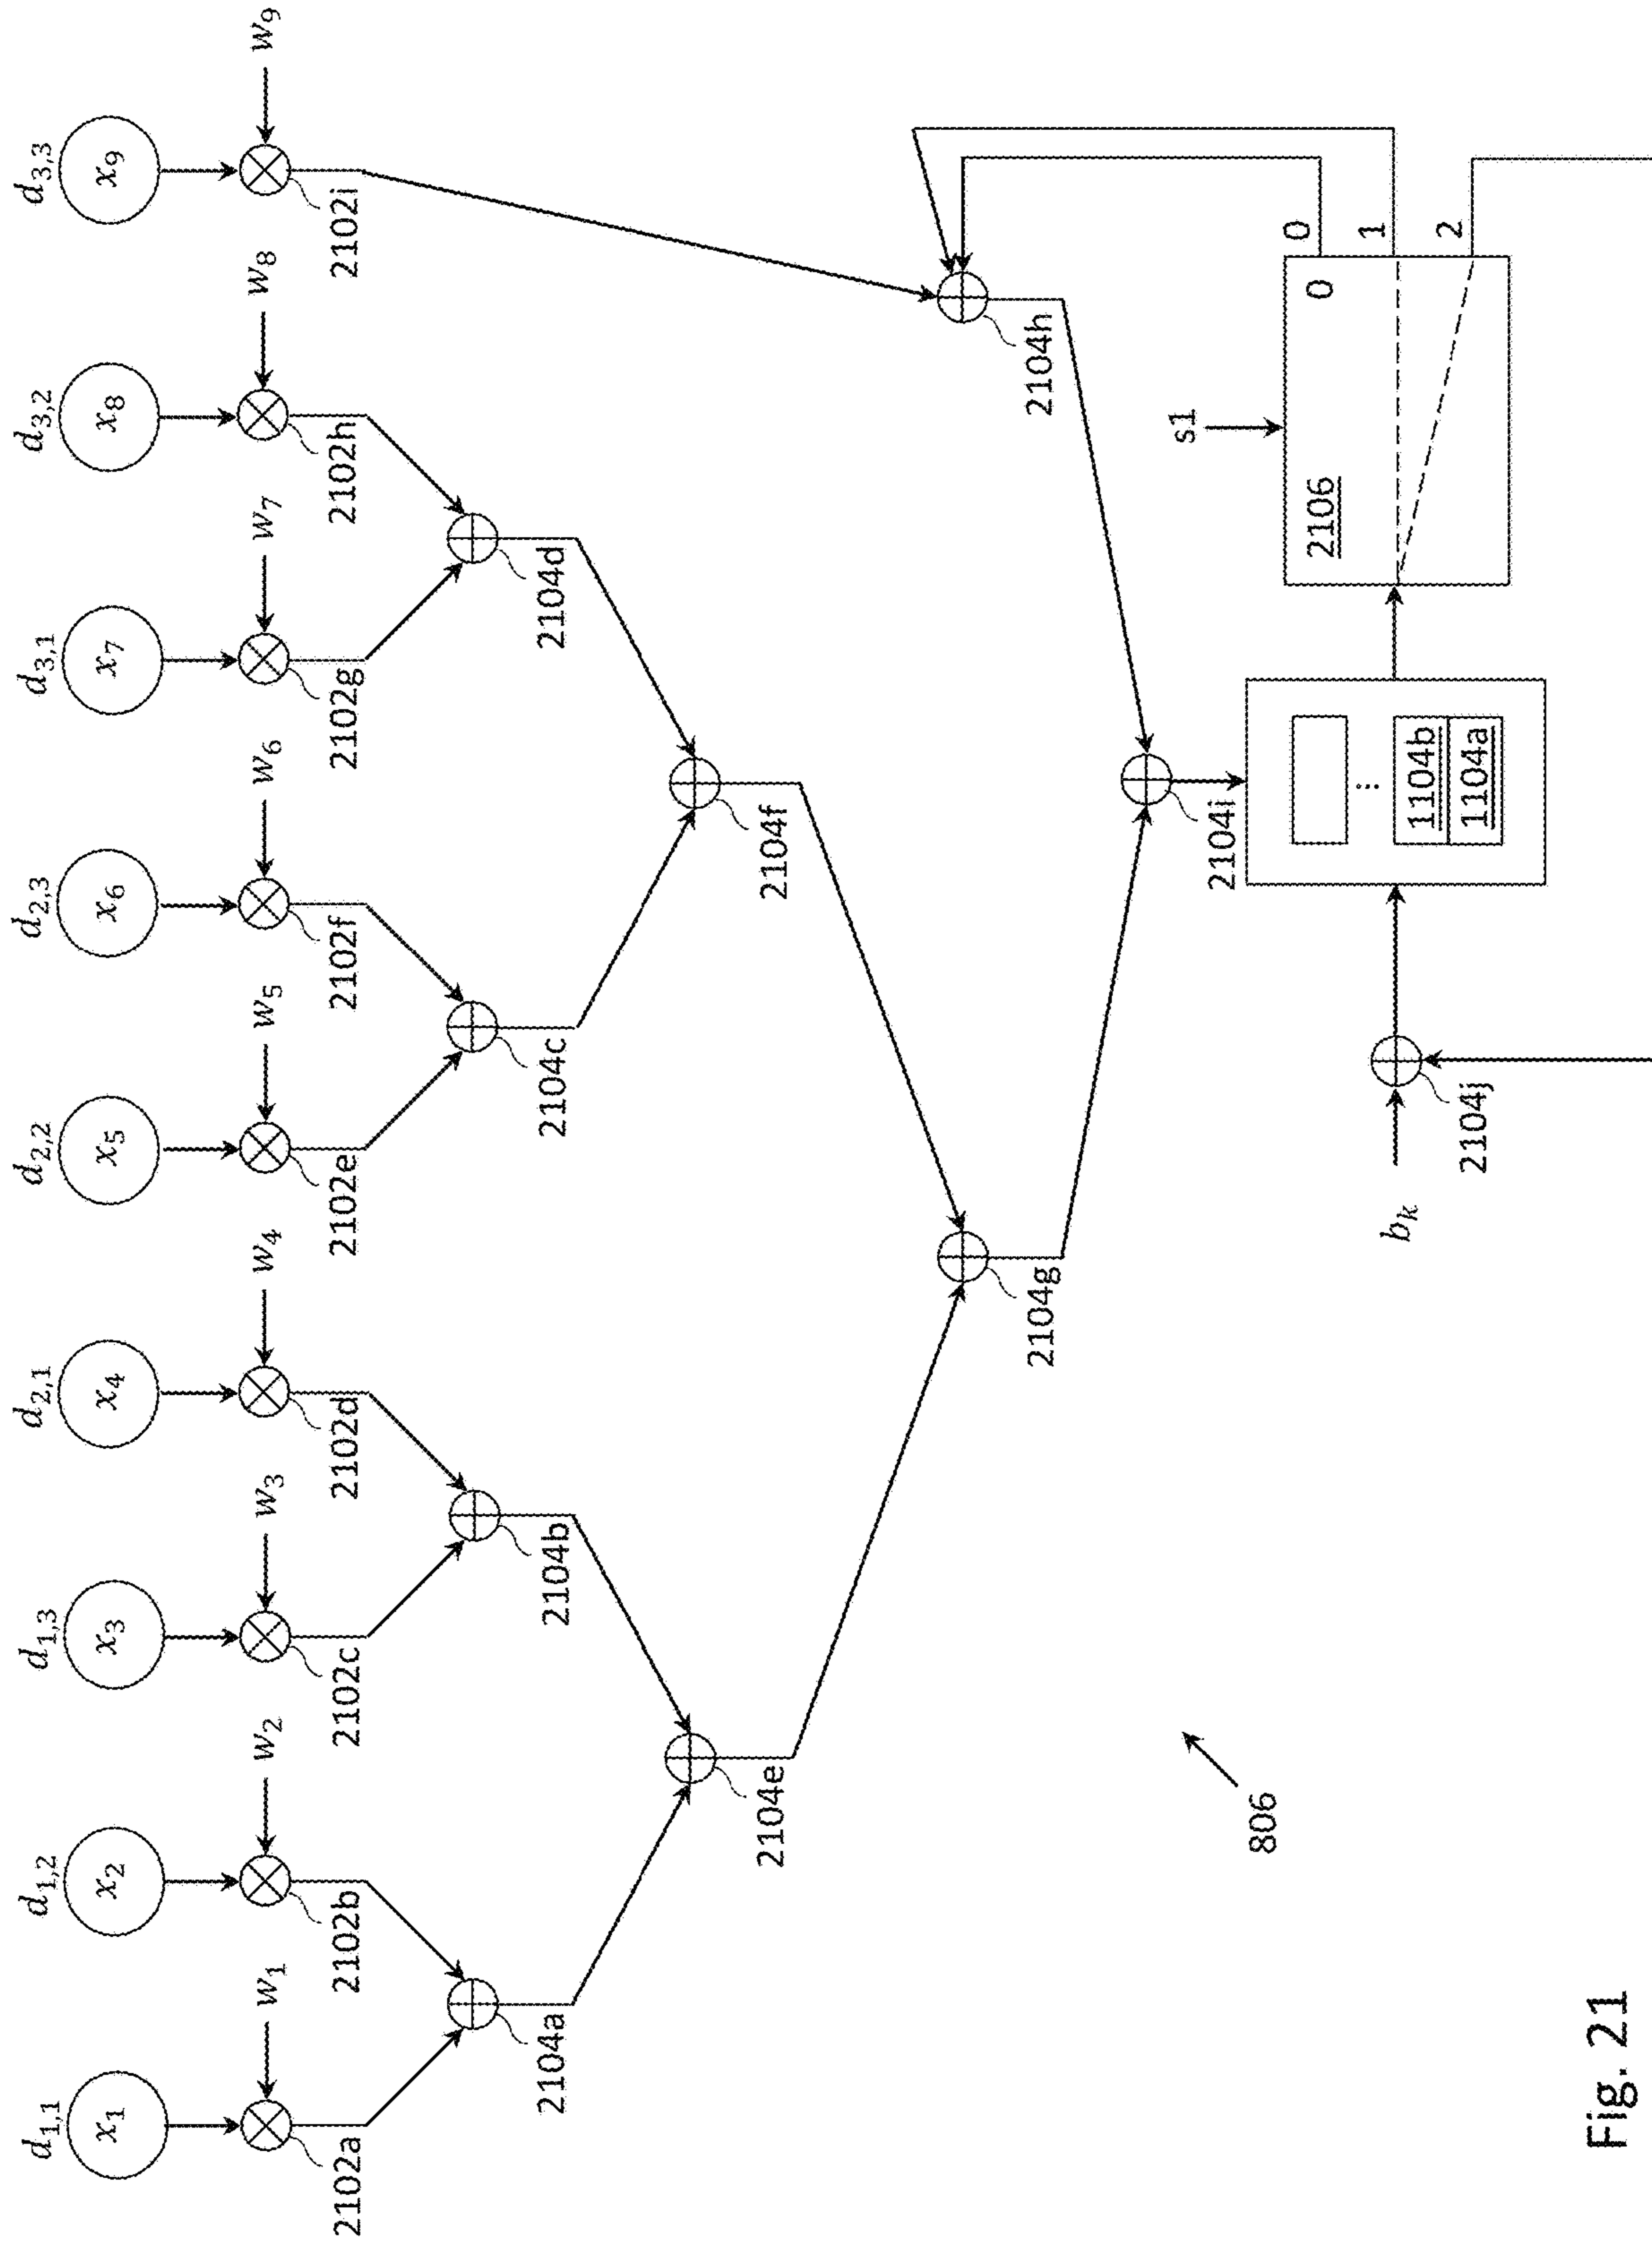 d1,1 d1,2 d1,3 d2,1 d2,2 d2,3 d3,1 d3,2 d3,3
x1 x2 x3 x4 x5 x6 x7 x8 x9
w1 w2 w3 w4 w5 w6 w7 w8 w9
2102a 2102b 2102c 2102d 2102e 2102f 2102g 2102h 2102i
2104a 2104b 2104c 2104d
2104e 2104f
2104g 2104h
2104i
806
s1
bk
2104j
...
1104b
1104a
2106
0
0
1
2
Fig. 21